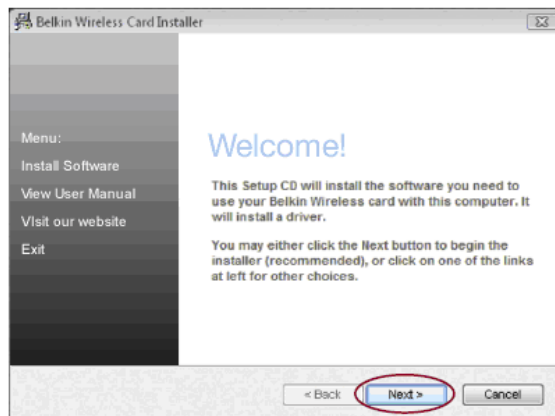 Belkin Wireless Card Installer
Menu:
Install Software
View User Manual
VIsit our website
Exit
Welcome!
This Setup CD will install the software you need to
use your Belkin Wireless card with this computer. It
will install a driver.
You may either click the Next button to begin the
installer (recommended), or click on one of the links
at left for other choices.
< Back
Next >
Cancel